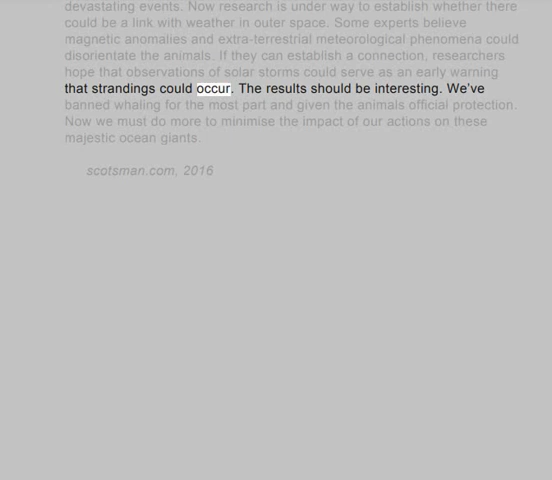 devastating events. Now research is under way to establish whether there
could be a link with weather in outer space. Some experts believe
magnetic anomalies and extra-terrestrial meteorological phenomena could
disorientate the animals. If they can establish a connection, researchers
hope that observations of solar storms could serve as an early warning
that strandings could occur. The results should be interesting. We've
banned whaling for the most part and given the animals official protection.
Now we must do more to minimise the impact of our actions on these
majestic ocean giants.
scotsman.com, 2016